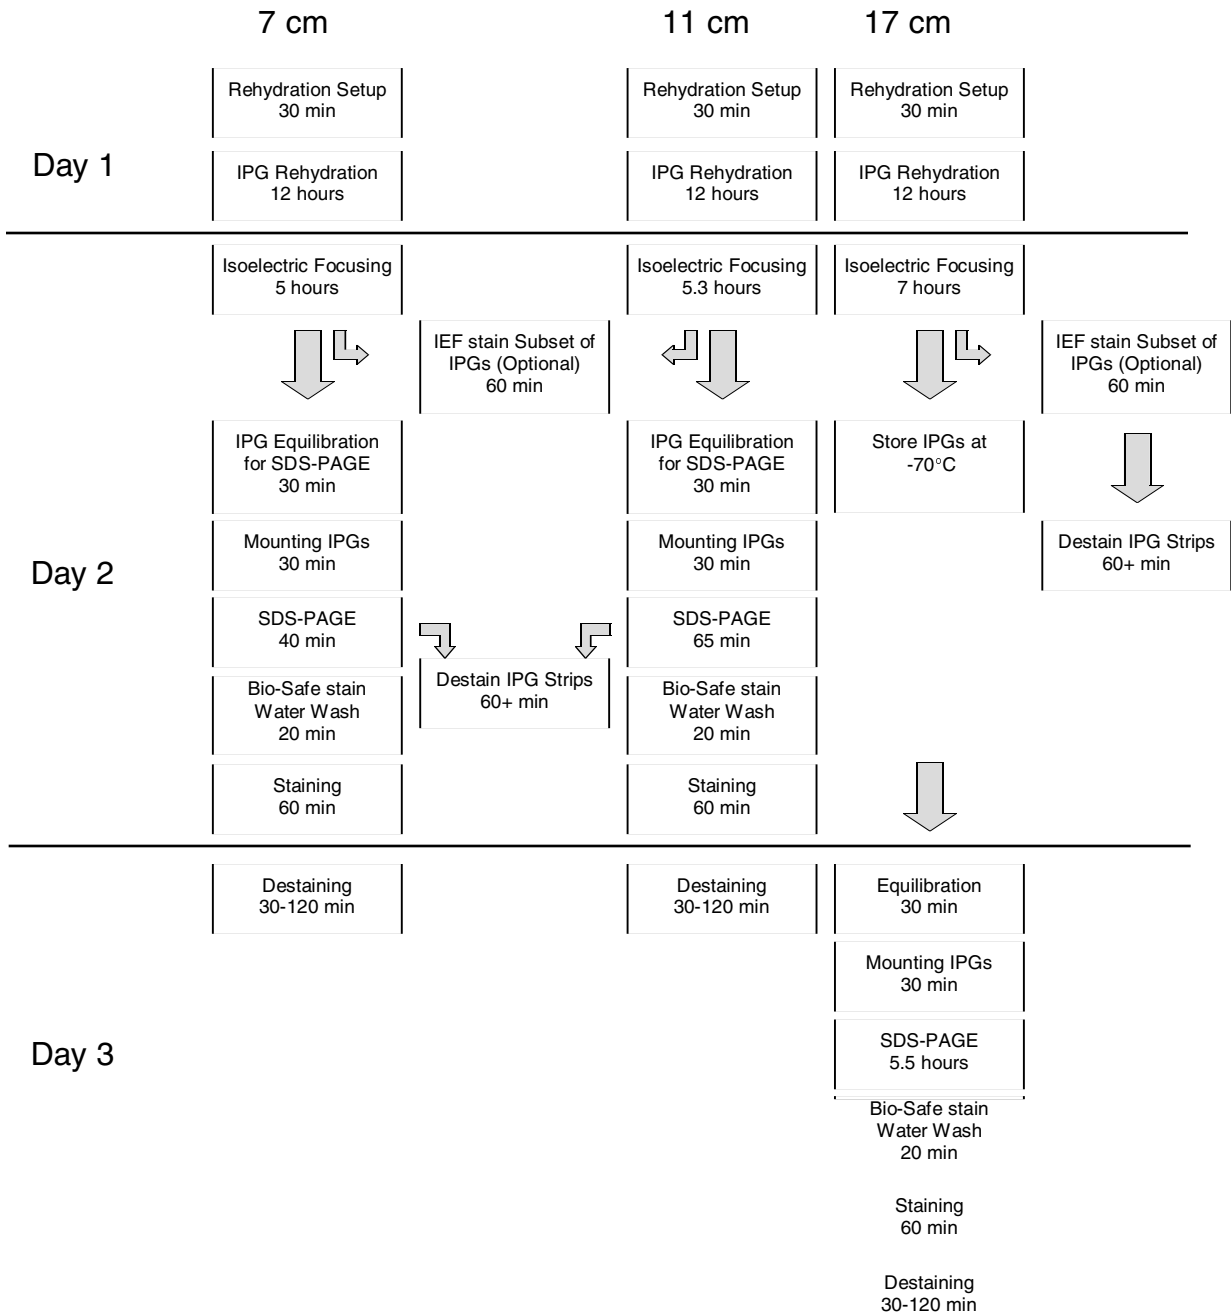 7 cm
11 cm
17 cm
Day 1
Rehydration Setup
30 min
Rehydration Setup
30 min
Rehydration Setup
30 min
IPG Rehydration
12 hours
IPG Rehydration
12 hours
IPG Rehydration
12 hours
Day 2
Isoelectric Focusing
5 hours
Isoelectric Focusing
5.3 hours
Isoelectric Focusing
7 hours
IEF stain Subset of
IPGs (Optional)
60 min
IEF stain Subset of
IPGs (Optional)
60 min
IPG Equilibration
for SDS-PAGE
30 min
IPG Equilibration
for SDS-PAGE
30 min
Store IPGs at
-70°C
Mounting IPGs
30 min
Mounting IPGs
30 min
Destain IPG Strips
60+ min
SDS-PAGE
40 min
SDS-PAGE
65 min
Destain IPG Strips
60+ min
Bio-Safe stain
Water Wash
20 min
Bio-Safe stain
Water Wash
20 min
Staining
60 min
Staining
60 min
Day 3
Destaining
30-120 min
Destaining
30-120 min
Equilibration
30 min
Mounting IPGs
30 min
SDS-PAGE
5.5 hours
Bio-Safe stain
Water Wash
20 min
Staining
60 min
Destaining
30-120 min